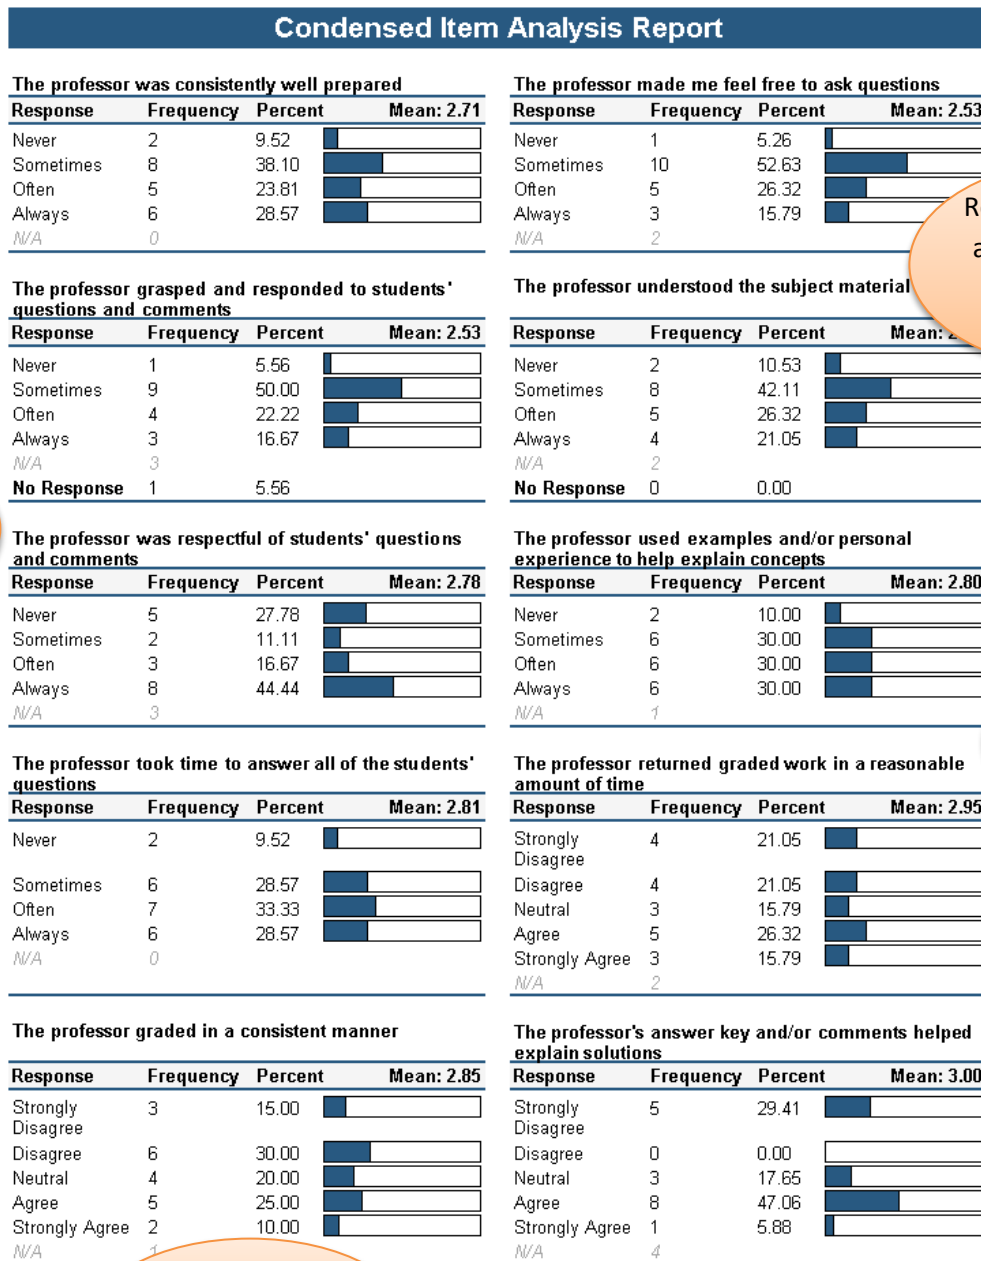 Condensed Item Analysis Report
The professor was consistently well prepared
Response Frequency Percent Mean: 2.71
Never 2 9.52
Sometimes 8 38.10
Often 5 23.81
Always 6 28.57
N/A 0
The professor made me feel free to ask questions
Response Frequency Percent Mean: 2.53
Never 1 5.26
Sometimes 10 52.63
Often 5 26.32
Always 3 15.79
N/A 2
The professor grasped and responded to students'
questions and comments
Response Frequency Percent Mean: 2.53
Never 1 5.56
Sometimes 9 50.00
Often 4 22.22
Always 3 16.67
N/A 3
No Response 1 5.56
The professor understood the subject material
Response Frequency Percent Mean:
Never 2 10.53
Sometimes 8 42.11
Often 5 26.32
Always 4 21.05
N/A 2
No Response 0 0.00
The professor was respectful of students' questions
and comments
Response Frequency Percent Mean: 2.78
Never 5 27.78
Sometimes 2 11.11
Often 3 16.67
Always 8 44.44
N/A 3
The professor used examples and/or personal
experience to help explain concepts
Response Frequency Percent Mean: 2.80
Never 2 10.00
Sometimes 6 30.00
Often 6 30.00
Always 6 30.00
N/A 1
The professor took time to answer all of the students'
questions
Response Frequency Percent Mean: 2.81
Never 2 9.52
Sometimes 6 28.57
Often 7 33.33
Always 6 28.57
N/A 0
The professor returned graded work in a reasonable
amount of time
Response Frequency Percent Mean: 2.95
Strongly
Disagree 4 21.05
Disagree 4 21.05
Neutral 3 15.79
Agree 5 26.32
Strongly Agree 3 15.79
N/A 2
The professor graded in a consistent manner
Response Frequency Percent Mean: 2.85
Strongly
Disagree 3 15.00
Disagree 6 30.00
Neutral 4 20.00
Agree 5 25.00
Strongly Agree 2 10.00
N/A 1
The professor's answer key and/or comments helped
explain solutions
Response Frequency Percent Mean: 3.00
Strongly
Disagree 5 29.41
Disagree 0 0.00
Neutral 3 17.65
Agree 8 47.06
Strongly Agree 1 5.88
N/A 4